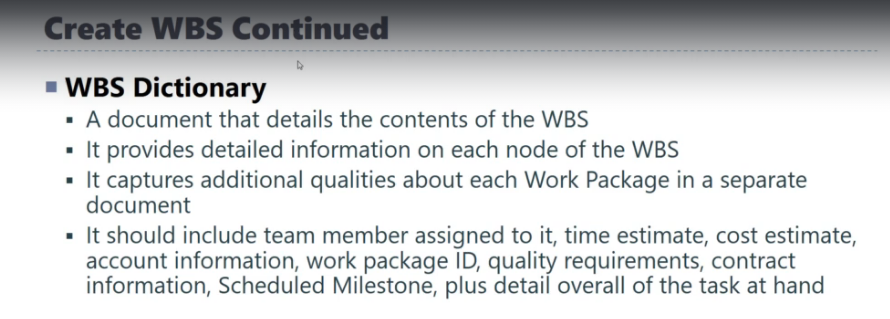 Create WBS Continued
WBS Dictionary
A document that details the contents of the WBS
It provides detailed information on each node of the WBS
It captures additional qualities about each Work Package in a separate
document
It should include team member assigned to it, time estimate, cost estimate,
account information, work package ID, quality requirements, contract
information, Scheduled Milestone, plus detail overall of the task at hand